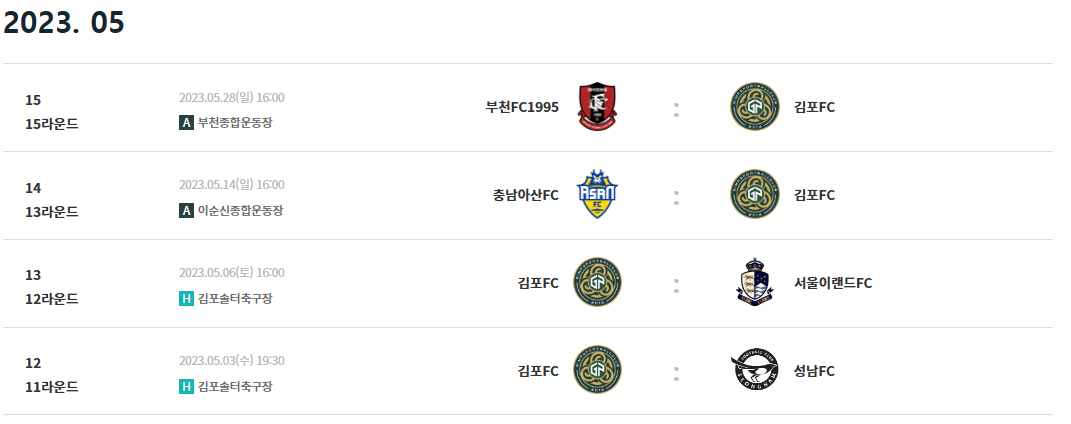 2023. 05
15
15라운드
2023.05.28(일) 16:00
A 부천종합운동장
부천FC1995 : 김포FC
14
13라운드
2023.05.14(일) 16:00
A 이순신종합운동장
충남아산FC ASAN FC : 김포FC
13
12라운드
2023.05.06(토) 16:00
H 김포솔터축구장
김포FC : 서울이랜드FC
12
11라운드
2023.05.03(수) 19:30
H 김포솔터축구장
김포FC : FOOTBALL CLUB SEONGNAM 성남FC